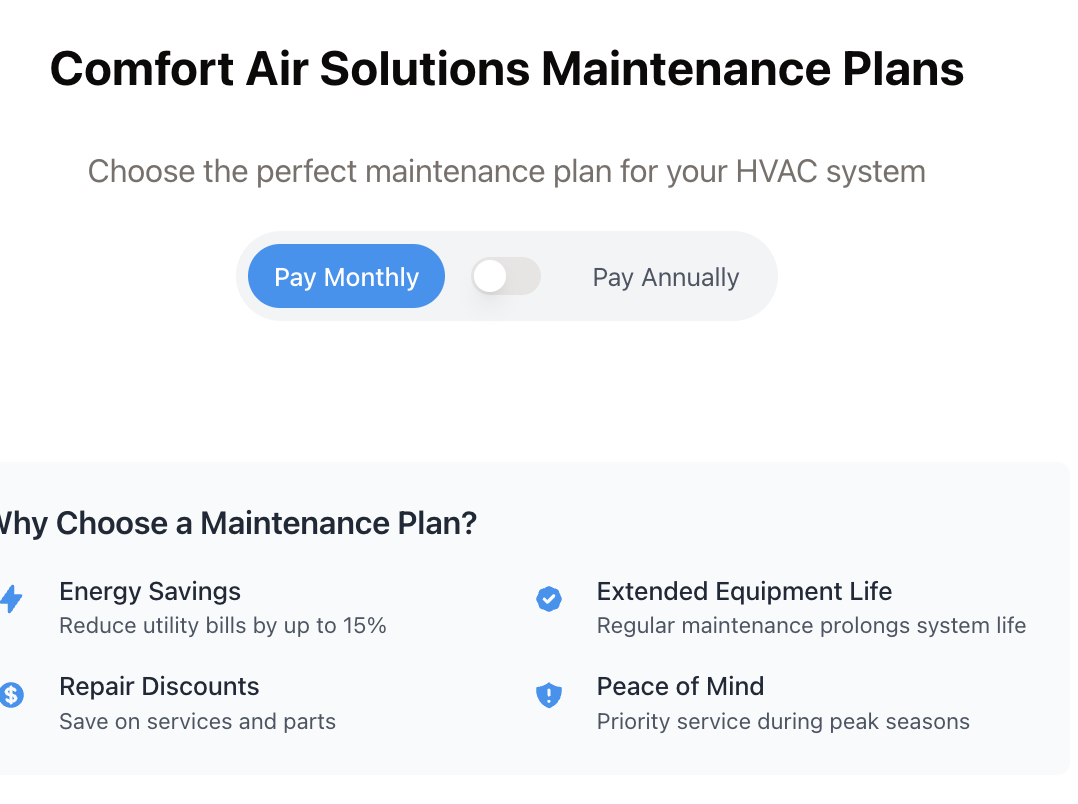 Comfort Air Solutions Maintenance Plans
Choose the perfect maintenance plan for your HVAC system
Pay Monthly Pay Annually
Why Choose a Maintenance Plan?
Energy Savings
Reduce utility bills by up to 15%
Extended Equipment Life
Regular maintenance prolongs system life
Repair Discounts
Save on services and parts
Peace of Mind
Priority service during peak seasons